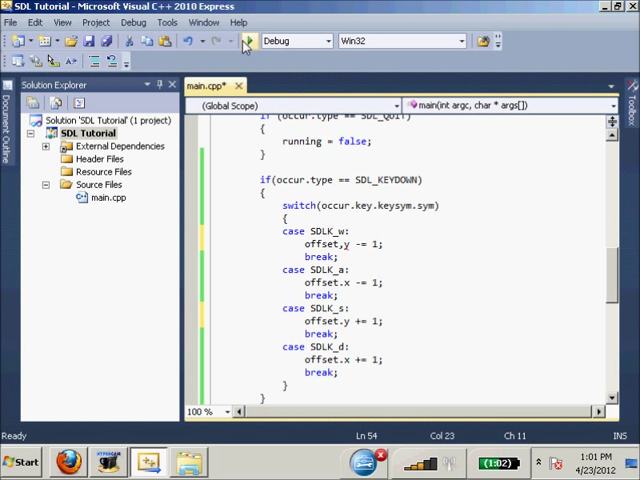 SDL Tutorial - Microsoft Visual C++ 2010 Express
File Edit View Project Debug Tools Window Help
Debug Win32
Solution Explorer
main.cpp*
(Global Scope) main(int argc, char * args[])
Solution 'SDL Tutorial' (1 project)
SDL Tutorial
External Dependencies
Header Files
Resource Files
Source Files
main.cpp
Document Outline
Toolbox
if (occur.type == SDL_QUIT)
{
running = false;
}
if(occur.type == SDL_KEYDOWN)
{
switch(occur.key.keysym.sym)
{
case SDLK_w:
offset,y -= 1;
break;
case SDLK_a:
offset.x -= 1;
break;
case SDLK_s:
offset.y += 1;
break;
case SDLK_d:
offset.x += 1;
break;
}
}
100 %
Ready Ln 54 Col 23 Ch 11 INS
Start
HYPERCAM
(1:02)
1:01 PM
4/23/2012